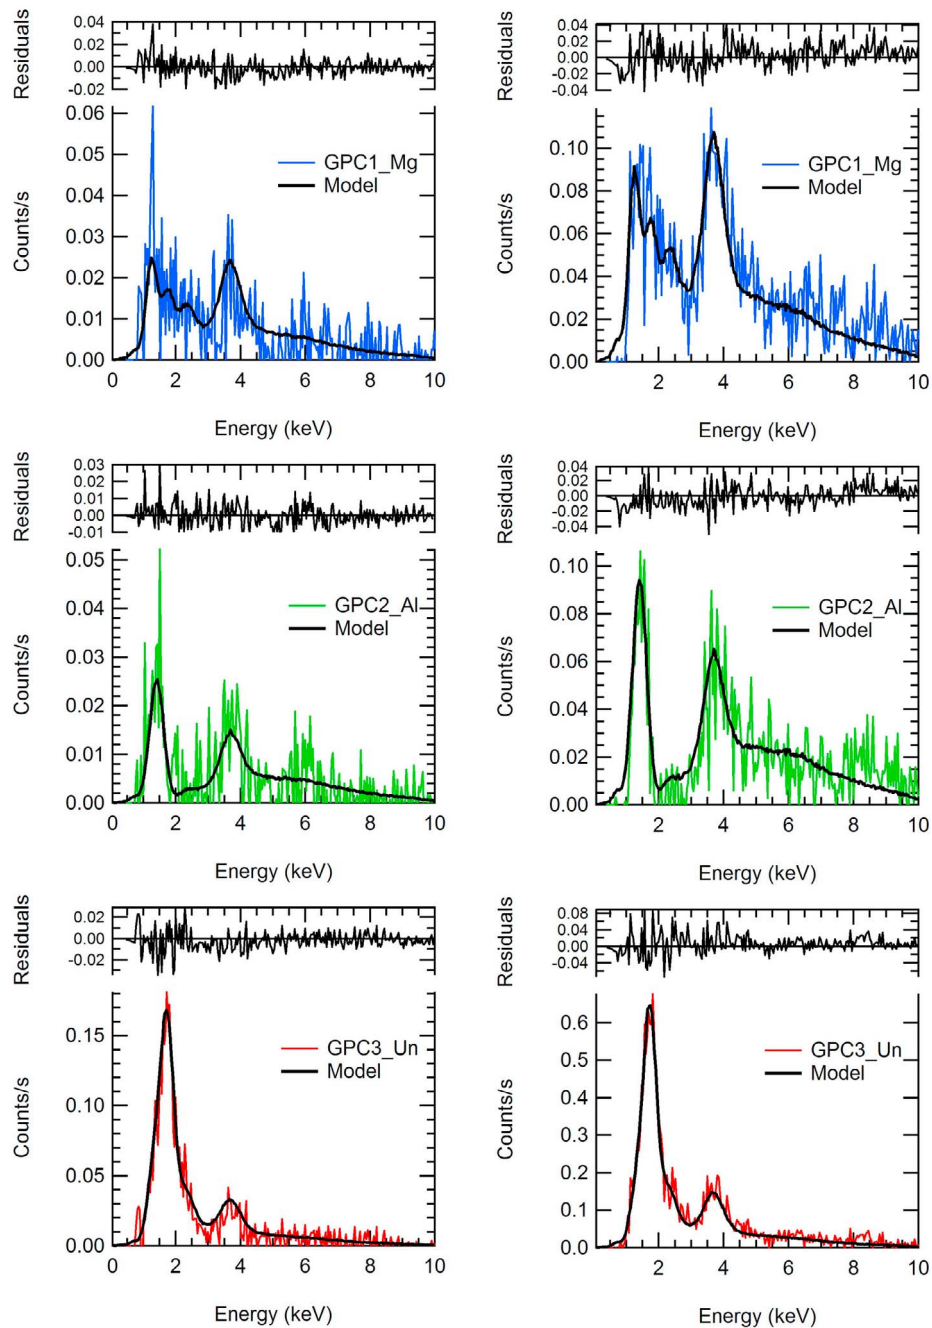 Residuals
0.04
0.02
0.00
-0.02
Counts/s
0.06
0.05
0.04
0.03
0.02
0.01
0.00
GPC1_Mg
Model
0 2 4 6 8 10
Energy (keV)
Residuals
0.04
0.02
0.00
-0.02
-0.04
Counts/s
0.10
0.08
0.06
0.04
0.02
0.00
GPC1_Mg
Model
2 4 6 8 10
Energy (keV)
Residuals
0.03
0.01
0.00
-0.01
Counts/s
0.05
0.04
0.03
0.02
0.01
0.00
GPC2_Al
Model
0 2 4 6 8 10
Energy (keV)
Residuals
0.04
0.02
0.00
-0.02
-0.04
Counts/s
0.10
0.08
0.06
0.04
0.02
0.00
GPC2_Al
Model
2 4 6 8 10
Energy (keV)
Residuals
0.02
0.00
-0.02
Counts/s
0.15
0.10
0.05
0.00
GPC3_Un
Model
0 2 4 6 8 10
Energy (keV)
Residuals
0.08
0.04
0.00
-0.04
Counts/s
0.6
0.5
0.4
0.3
0.2
0.1
0.0
GPC3_Un
Model
2 4 6 8 10
Energy (keV)